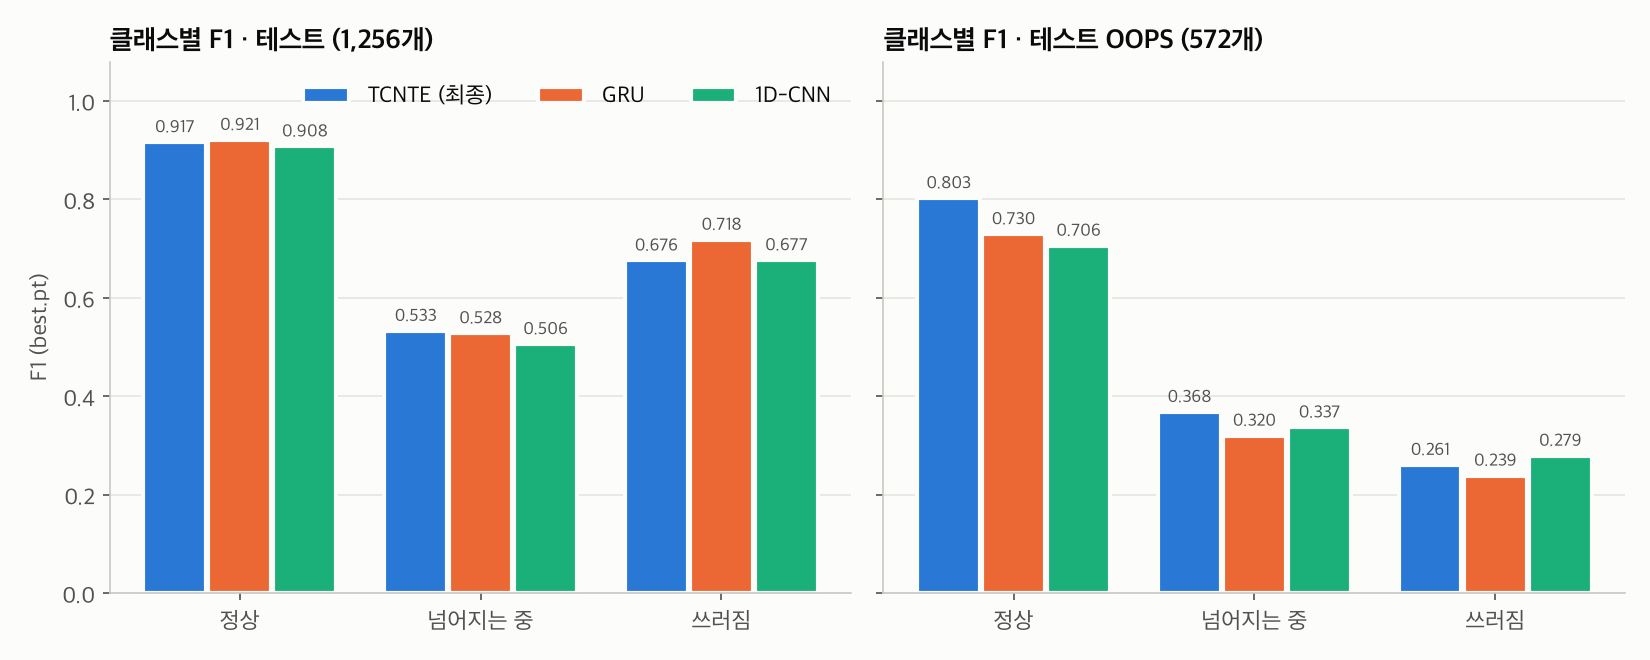 클래스별 F1 · 테스트 (1,256개)
TCNTE (최종) GRU 1D-CNN
F1 (best.pt)
1.0
0.8
0.6
0.4
0.2
0.0
0.917 0.921 0.908
0.533 0.528 0.506
0.676 0.718 0.677
정상 넘어지는 중 쓰러짐
클래스별 F1 · 테스트 OOPS (572개)
0.803 0.730 0.706
0.368 0.320 0.337
0.261 0.239 0.279
정상 넘어지는 중 쓰러짐